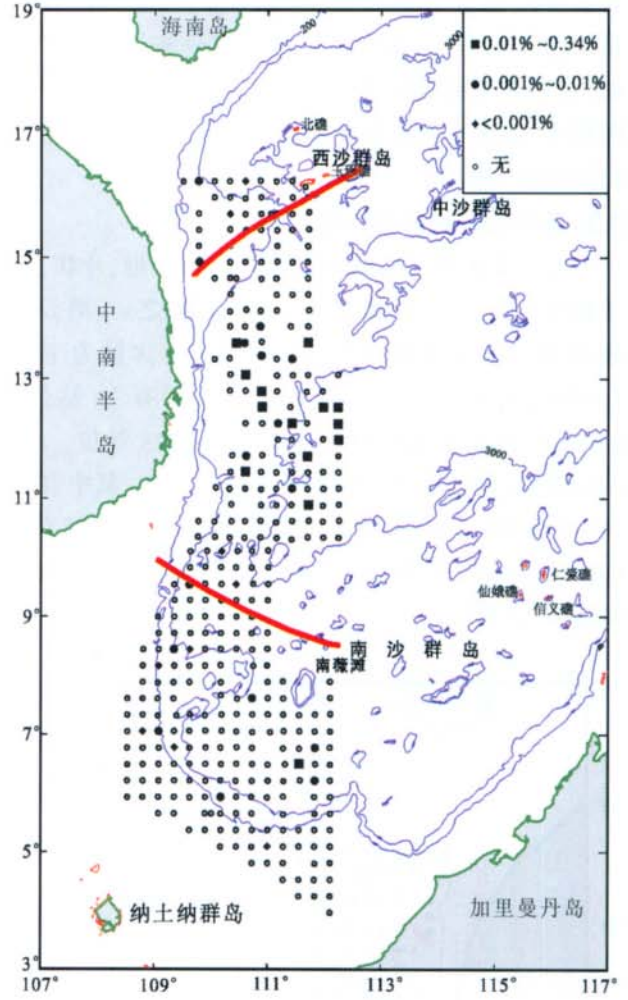 19°
海南岛
200
3000
■0.01%~0.34%
●0.001%~0.01%
♦<0.001%
○ 无
17°
北礁
西沙群岛
中沙群岛
15°
中南半岛
13°
3000
11°
仁爱礁
仙娥礁
信义礁
9°
南沙群岛
南薇滩
7°
5°
纳土纳群岛
加里曼丹岛
3°
107°
109°
111°
113°
115°
117°